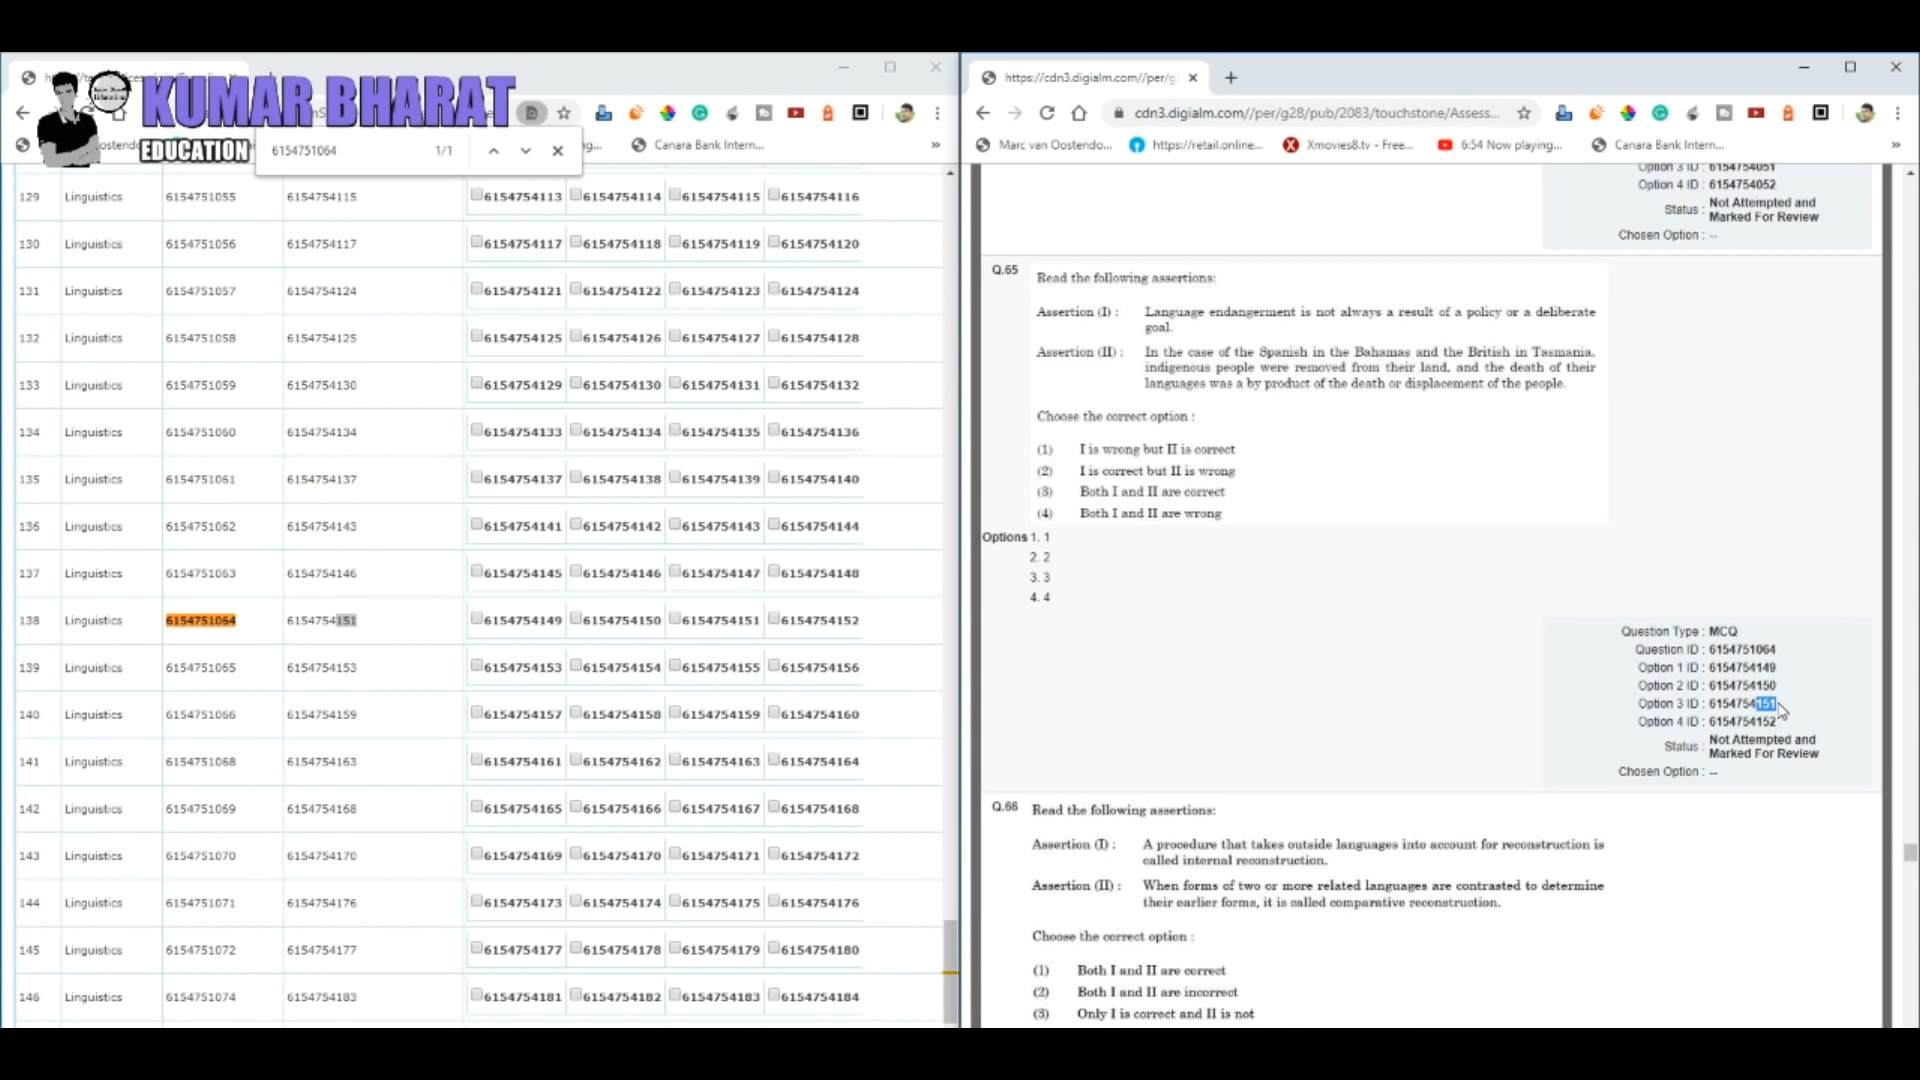 KUMAR BHARAT
EDUCATION
6154751064
1/1
Canara Bank Intern...
»
129 Linguistics 6154751055 6154754115 6154754113 6154754114 6154754115 6154754116
130 Linguistics 6154751056 6154754117 6154754117 6154754118 6154754119 6154754120
131 Linguistics 6154751057 6154754124 6154754121 6154754122 6154754123 6154754124
132 Linguistics 6154751058 6154754125 6154754125 6154754126 6154754127 6154754128
133 Linguistics 6154751059 6154754130 6154754129 6154754130 6154754131 6154754132
134 Linguistics 6154751060 6154754134 6154754133 6154754134 6154754135 6154754136
135 Linguistics 6154751061 6154754137 6154754137 6154754138 6154754139 6154754140
136 Linguistics 6154751062 6154754143 6154754141 6154754142 6154754143 6154754144
137 Linguistics 6154751063 6154754146 6154754145 6154754146 6154754147 6154754148
138 Linguistics 6154751064 6154754151 6154754149 6154754150 6154754151 6154754152
139 Linguistics 6154751065 6154754153 6154754153 6154754154 6154754155 6154754156
140 Linguistics 6154751066 6154754159 6154754157 6154754158 6154754159 6154754160
141 Linguistics 6154751068 6154754163 6154754161 6154754162 6154754163 6154754164
142 Linguistics 6154751069 6154754168 6154754165 6154754166 6154754167 6154754168
143 Linguistics 6154751070 6154754170 6154754169 6154754170 6154754171 6154754172
144 Linguistics 6154751071 6154754176 6154754173 6154754174 6154754175 6154754176
145 Linguistics 6154751072 6154754177 6154754177 6154754178 6154754179 6154754180
146 Linguistics 6154751074 6154754183 6154754181 6154754182 6154754183 6154754184
https://cdn3.digialm.com//per/g
cdn3.digialm.com//per/g28/pub/2083/touchstone/Assess...
Marc van Oostendo... https://retail.online... Xmovies8.tv - Free... 6:54 Now playing... Canara Bank Intern... »
Option 3 ID : 6154754051
Option 4 ID : 6154754052
Status : Not Attempted and
Marked For Review
Chosen Option : --
Q.65 Read the following assertions:
Assertion (I) : Language endangerment is not always a result of a policy or a deliberate
goal.
Assertion (II) : In the case of the Spanish in the Bahamas and the British in Tasmania,
indigenous people were removed from their land, and the death of their
languages was a by product of the death or displacement of the people.
Choose the correct option :
(1) I is wrong but II is correct
(2) I is correct but II is wrong
(3) Both I and II are correct
(4) Both I and II are wrong
Options 1. 1
2. 2
3. 3
4. 4
Question Type : MCQ
Question ID : 6154751064
Option 1 ID : 6154754149
Option 2 ID : 6154754150
Option 3 ID : 6154754151
Option 4 ID : 6154754152
Status : Not Attempted and
Marked For Review
Chosen Option : --
Q.66 Read the following assertions:
Assertion (I) : A procedure that takes outside languages into account for reconstruction is
called internal reconstruction.
Assertion (II) : When forms of two or more related languages are contrasted to determine
their earlier forms, it is called comparative reconstruction.
Choose the correct option :
(1) Both I and II are correct
(2) Both I and II are incorrect
(3) Only I is correct and II is not